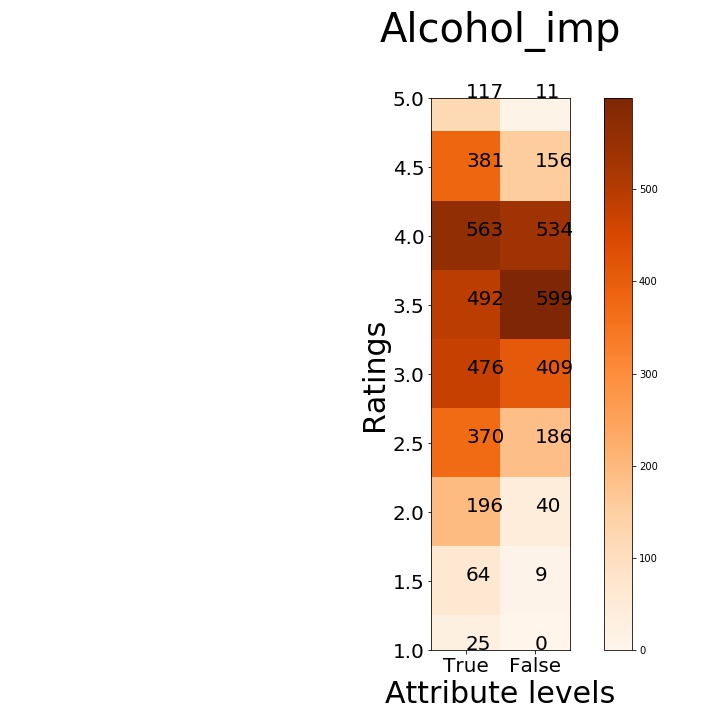 Alcohol_imp
5.0 117 11
4.5 381 156 500
4.0 563 534 400
3.5 492 599
3.0 476 409 300
2.5 370 186 200
2.0 196 40 100
1.5 64 9
1.0 25 0 0
Ratings
True False
Attribute levels